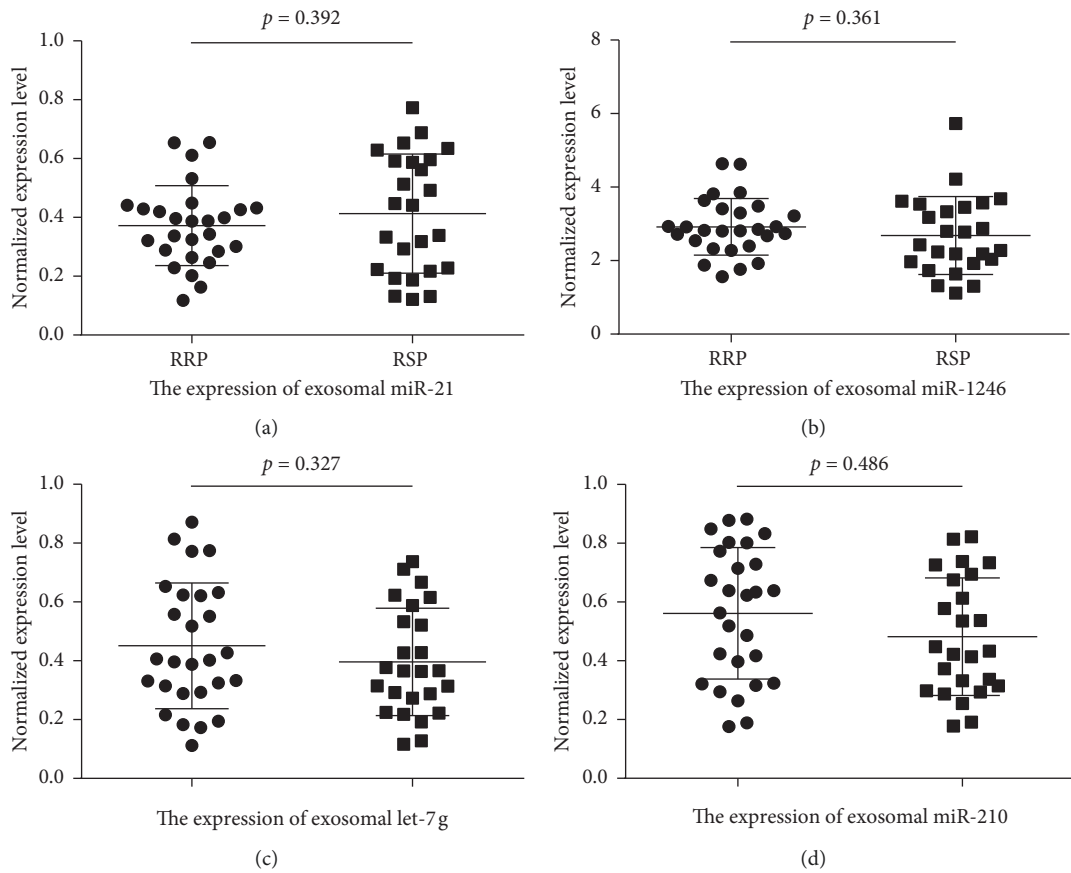 p = 0.392
Normalized expression level
1.0
0.8
0.6
0.4
0.2
0.0
RRP
RSP
The expression of exosomal miR-21
(a)
p = 0.361
Normalized expression level
8
6
4
2
0
RRP
RSP
The expression of exosomal miR-1246
(b)
p = 0.327
Normalized expression level
1.0
0.8
0.6
0.4
0.2
0.0
The expression of exosomal let-7g
(c)
p = 0.486
Normalized expression level
1.0
0.8
0.6
0.4
0.2
0.0
The expression of exosomal miR-210
(d)